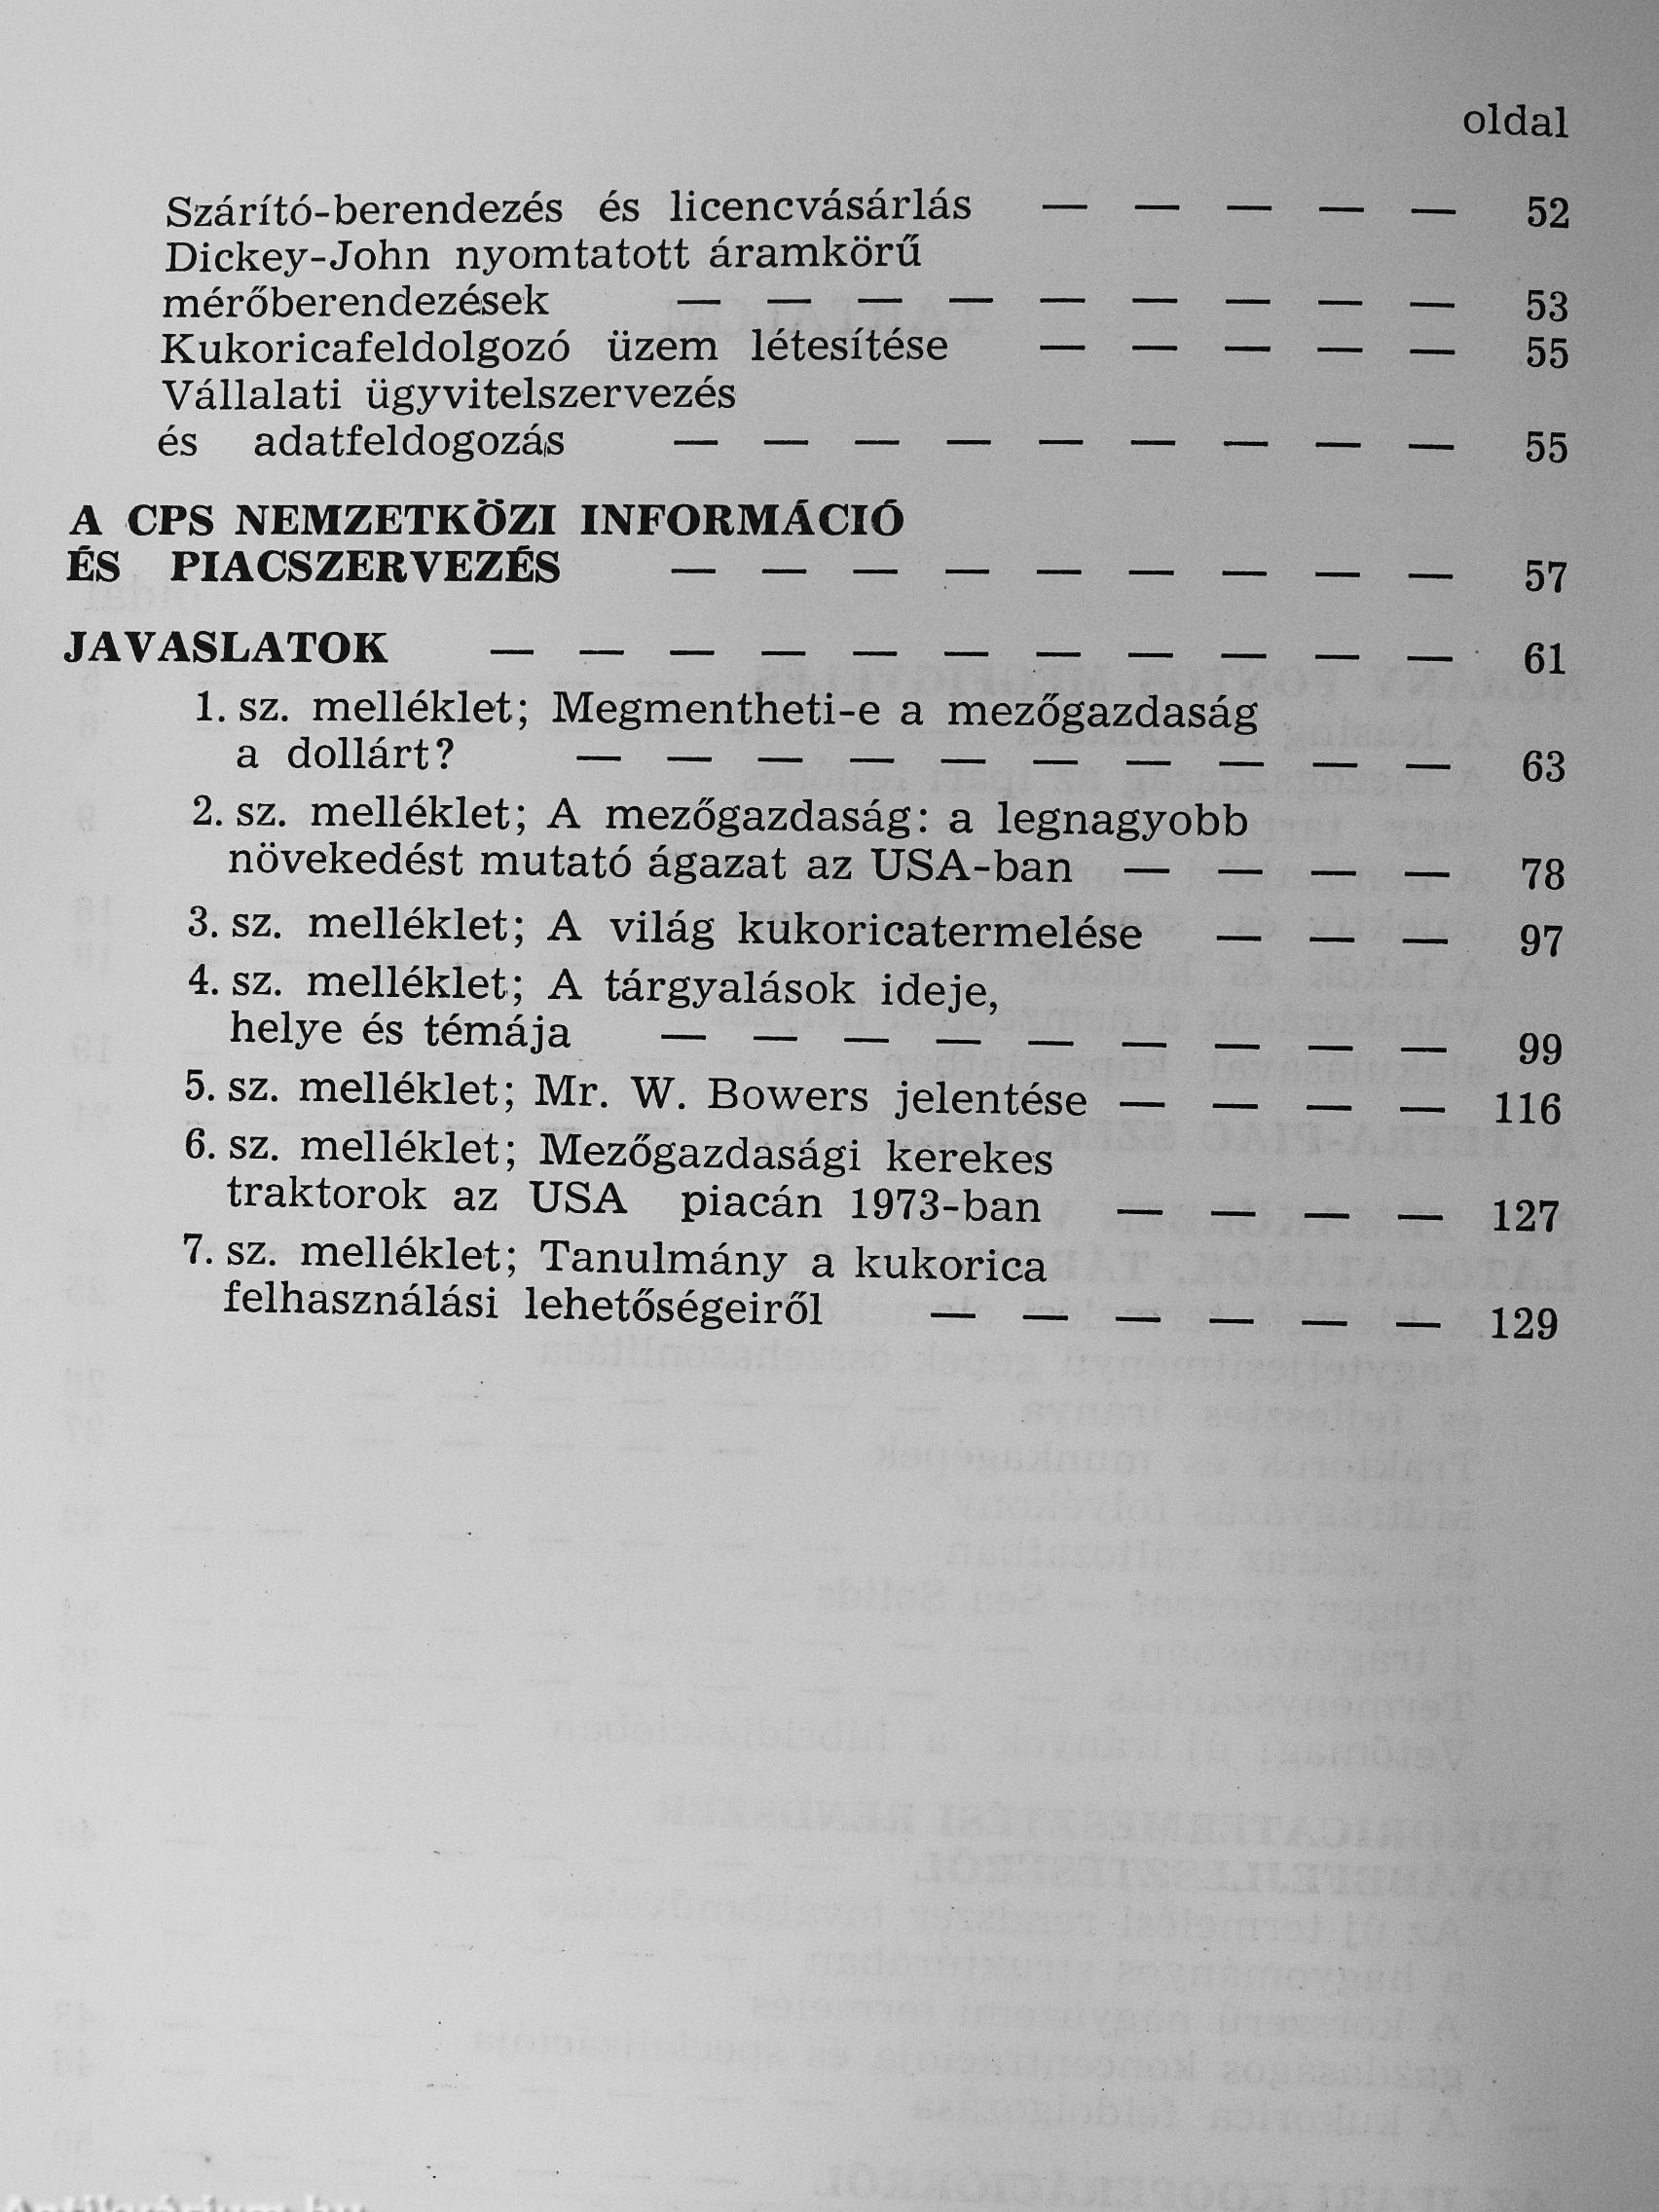 oldal
Szárító-berendezés és licencvásárlás — — — — — 52
Dickey-John nyomtatott áramkörű
mérőberendezések — — — — — — — — — 53
Kukoricafeldolgozó üzem létesítése — — — — — 55
Vállalati ügyvitelszervezés
és adatfeldogozás — — — — — — — — — 55
A CPS NEMZETKÖZI INFORMÁCIÓ
ÉS PIACSZERVEZÉS — — — — — — — — — 57
JAVASLATOK — — — — — — — — — — — 61
1. sz. melléklet; Megmentheti-e a mezőgazdaság
a dollárt? — — — — — — — — — — 63
2. sz. melléklet; A mezőgazdaság: a legnagyobb
növekedést mutató ágazat az USA-ban — — — — 78
3. sz. melléklet; A világ kukoricatermelése — — — 97
4. sz. melléklet; A tárgyalások ideje,
helye és témája — — — — — — — — — 99
5. sz. melléklet; Mr. W. Bowers jelentése — — — — 116
6. sz. melléklet; Mezőgazdasági kerekes
traktorok az USA piacán 1973-ban — — — — 127
7. sz. melléklet; Tanulmány a kukorica
felhasználási lehetőségeiről — — — — — — 129